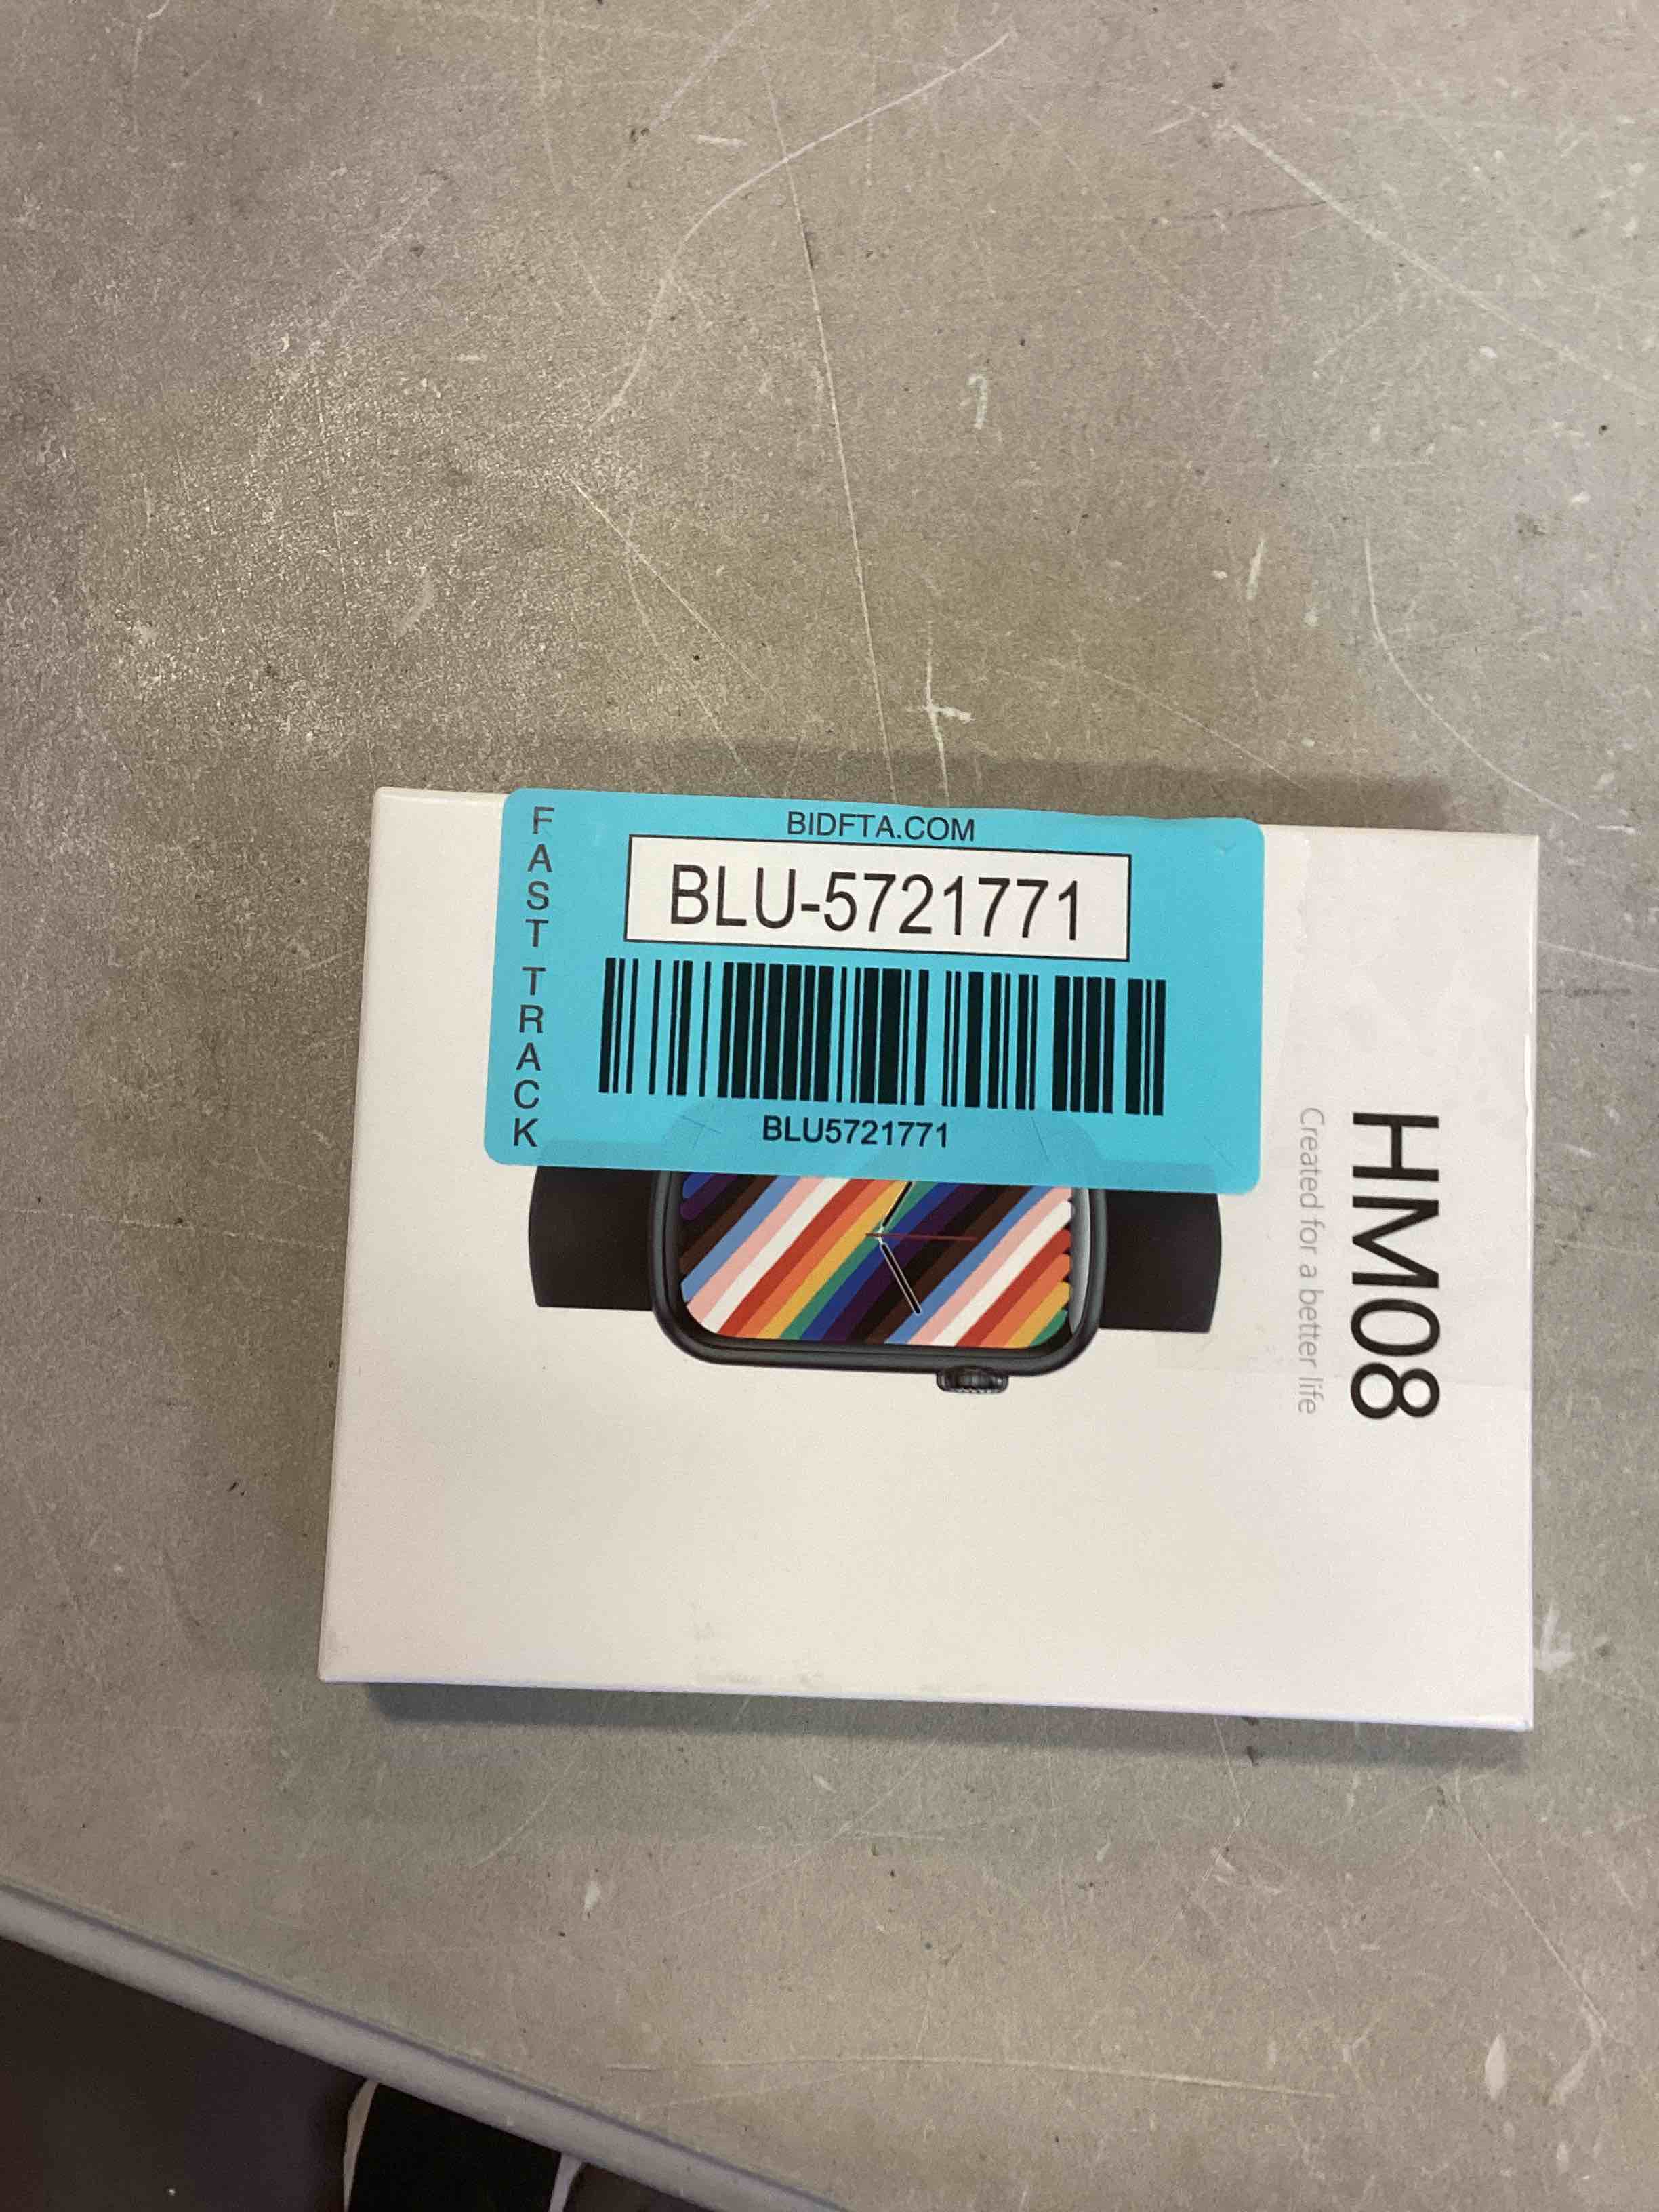 FAST TRACK
BIDFTA.COM
BLU-5721771
BLU5721771
HM08
Created for a better life